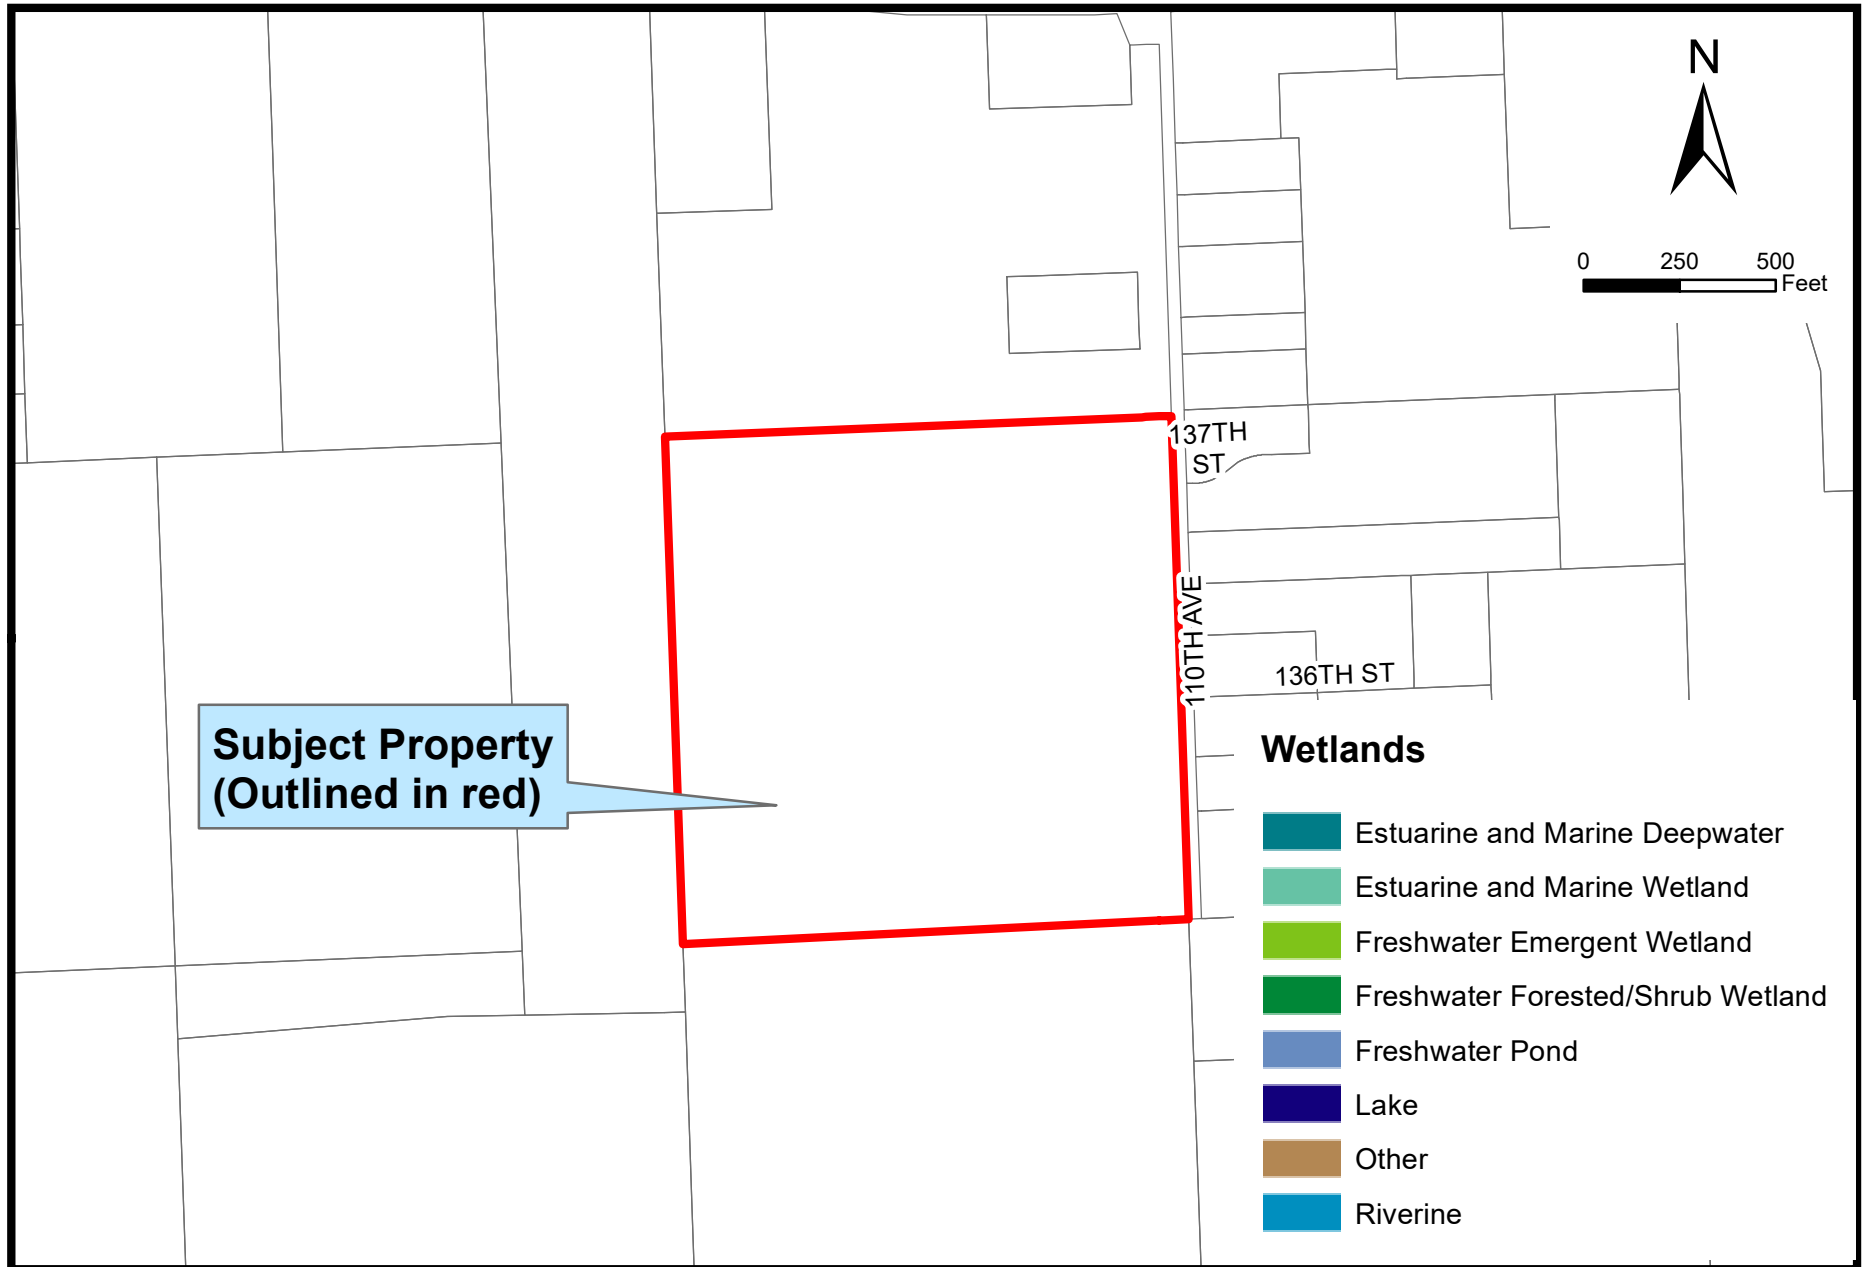 N
0 250 500
Feet
137TH
ST
110TH AVE
136TH ST
Subject Property
(Outlined in red)
Wetlands
Estuarine and Marine Deepwater
Estuarine and Marine Wetland
Freshwater Emergent Wetland
Freshwater Forested/Shrub Wetland
Freshwater Pond
Lake
Other
Riverine